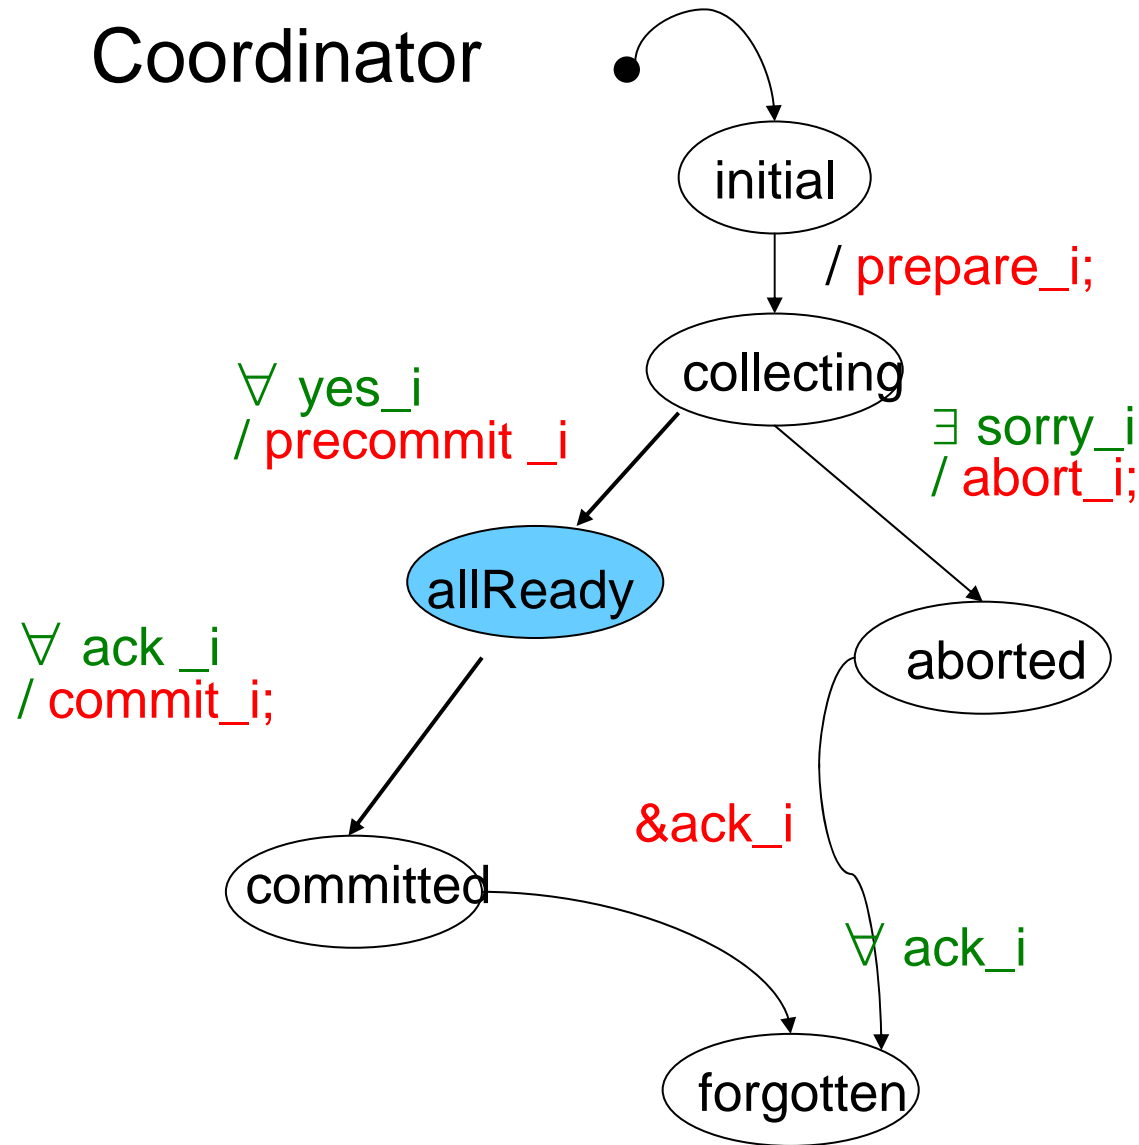 Coordinator
initial
/ prepare_i;
collecting
∀ yes_i
/ precommit _i
∃ sorry_i
/ abort_i;
allReady
∀ ack _i
/ commit_i;
aborted
&ack_i
committed
∀ ack_i
forgotten